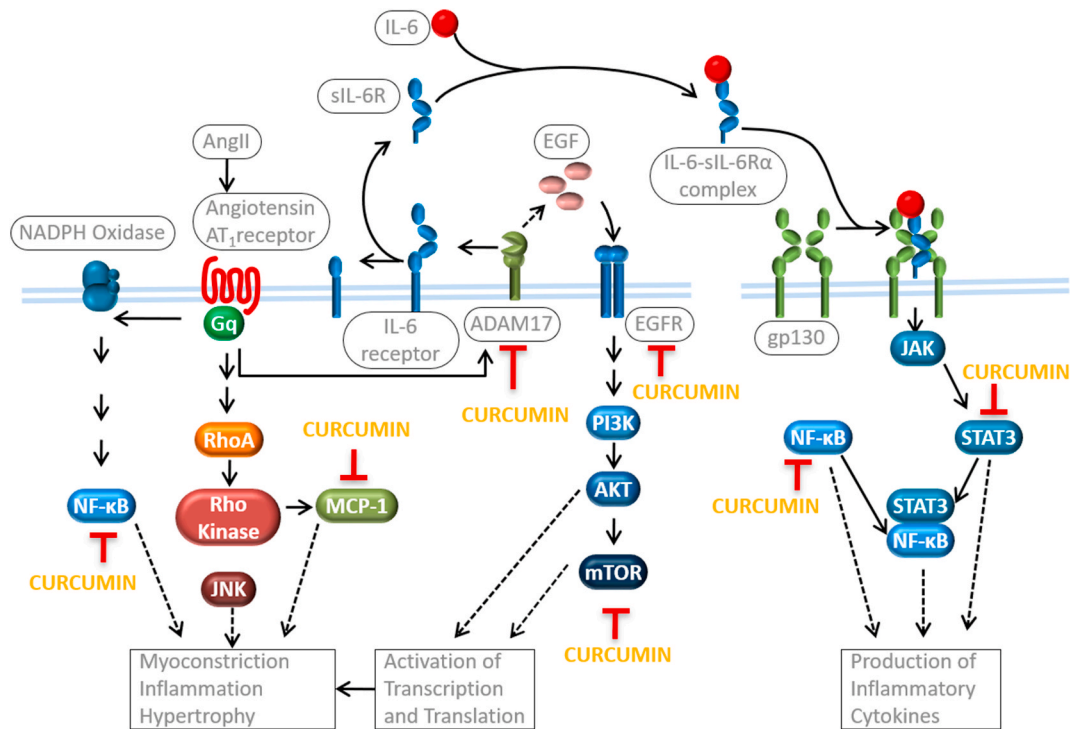 IL-6
sIL-6R
AngII
EGF
IL-6-sIL-6Rα
complex
NADPH Oxidase
Angiotensin
AT₁receptor
Gq
IL-6
receptor
ADAM17
EGFR
gp130
JAK
CURCUMIN
CURCUMIN
CURCUMIN
CURCUMIN
PI3K
RhoA
NF-κB
STAT3
NF-κB
Rho
Kinase
MCP-1
AKT
CURCUMIN
STAT3
NF-κB
CURCUMIN
JNK
mTOR
CURCUMIN
Myoconstriction
Inflammation
Hypertrophy
Activation of
Transcription
and Translation
Production of
Inflammatory
Cytokines